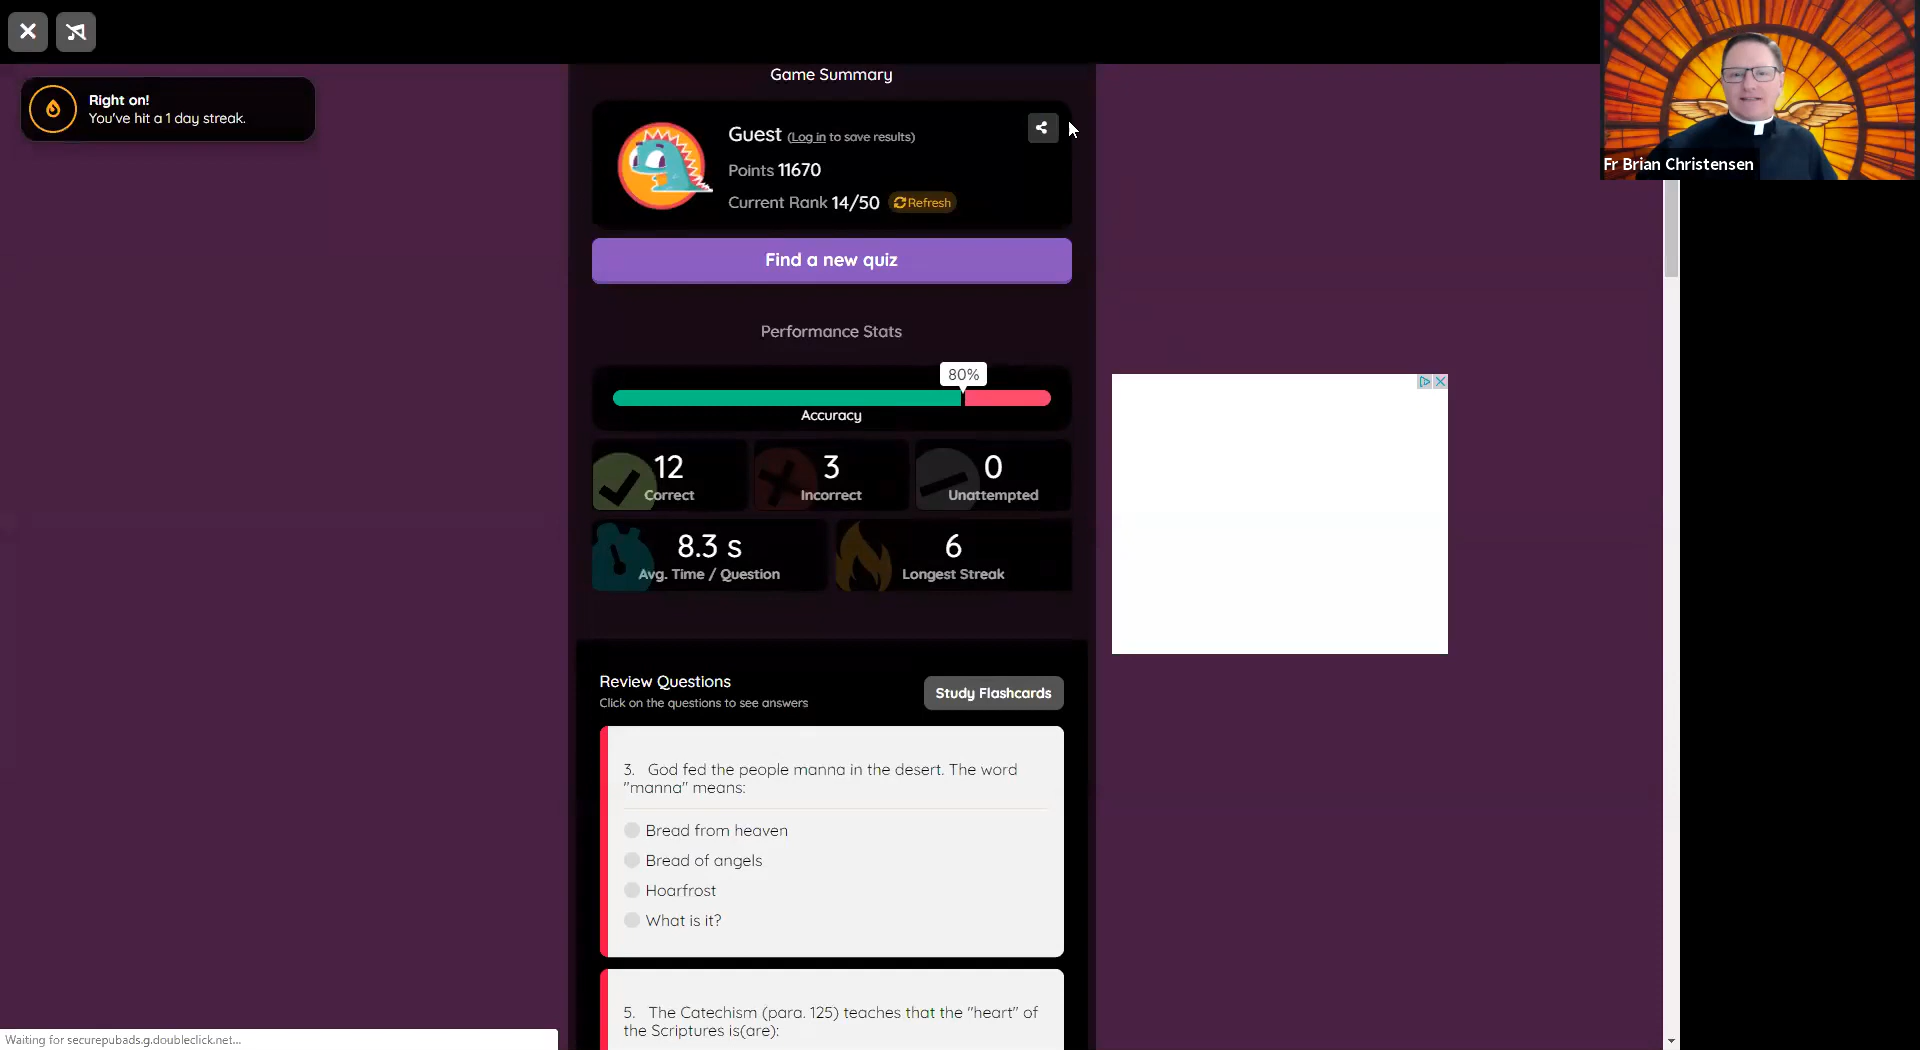 Game Summary
Right on!
You've hit a 1 day streak.
Guest (Log in to save results)
Points 11670
Current Rank 14/50 Refresh
Fr Brian Christensen
Find a new quiz
Performance Stats
80%
Accuracy
12
Correct
3
Incorrect
0
Unattempted
8.3 s
Avg. Time / Question
6
Longest Streak
Review Questions
Click on the questions to see answers
Study Flashcards
3. God fed the people manna in the desert. The word
"manna" means:
Bread from heaven
Bread of angels
Hoarfrost
What is it?
5. The Catechism (para. 125) teaches that the "heart" of
the Scriptures is(are):
Waiting for securepubads.g.doubleclick.net...